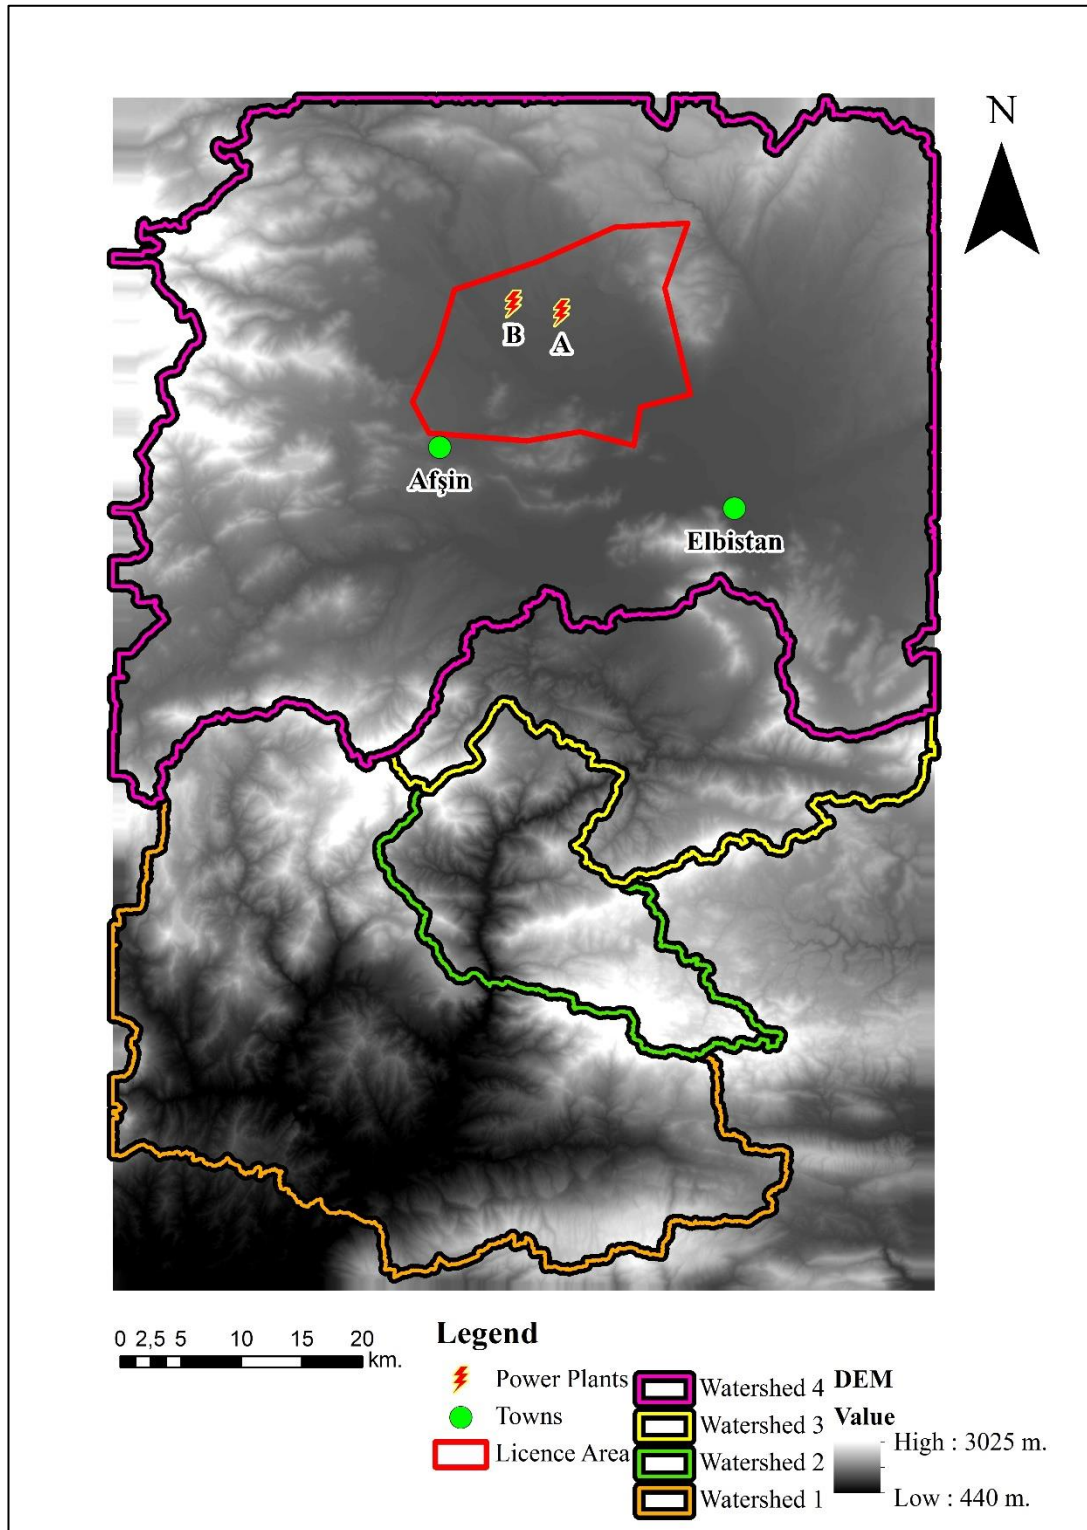 N
B
A
Afşin
Elbistan
0 2,5 5 10 15 20
km.
Legend
Power Plants
Towns
Licence Area
Watershed 4
Watershed 3
Watershed 2
Watershed 1
DEM
Value
High : 3025 m.
Low : 440 m.